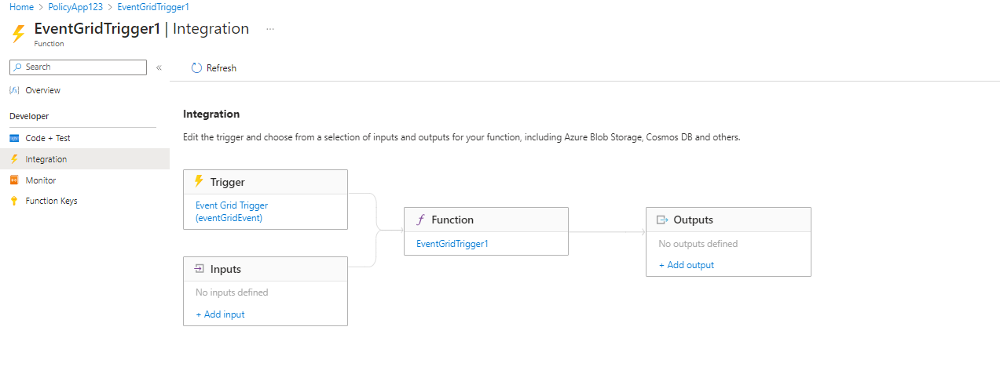 Home > PolicyApp123 > EventGridTrigger1
EventGridTrigger1 | Integration ...
Function
Search
«
Refresh
Overview
Developer
Code + Test
Integration
Monitor
Function Keys
Integration
Edit the trigger and choose from a selection of inputs and outputs for your function, including Azure Blob Storage, Cosmos DB and others.
Trigger
Event Grid Trigger
(eventGridEvent)
Inputs
No inputs defined
+ Add input
Function
EventGridTrigger1
Outputs
No outputs defined
+ Add output